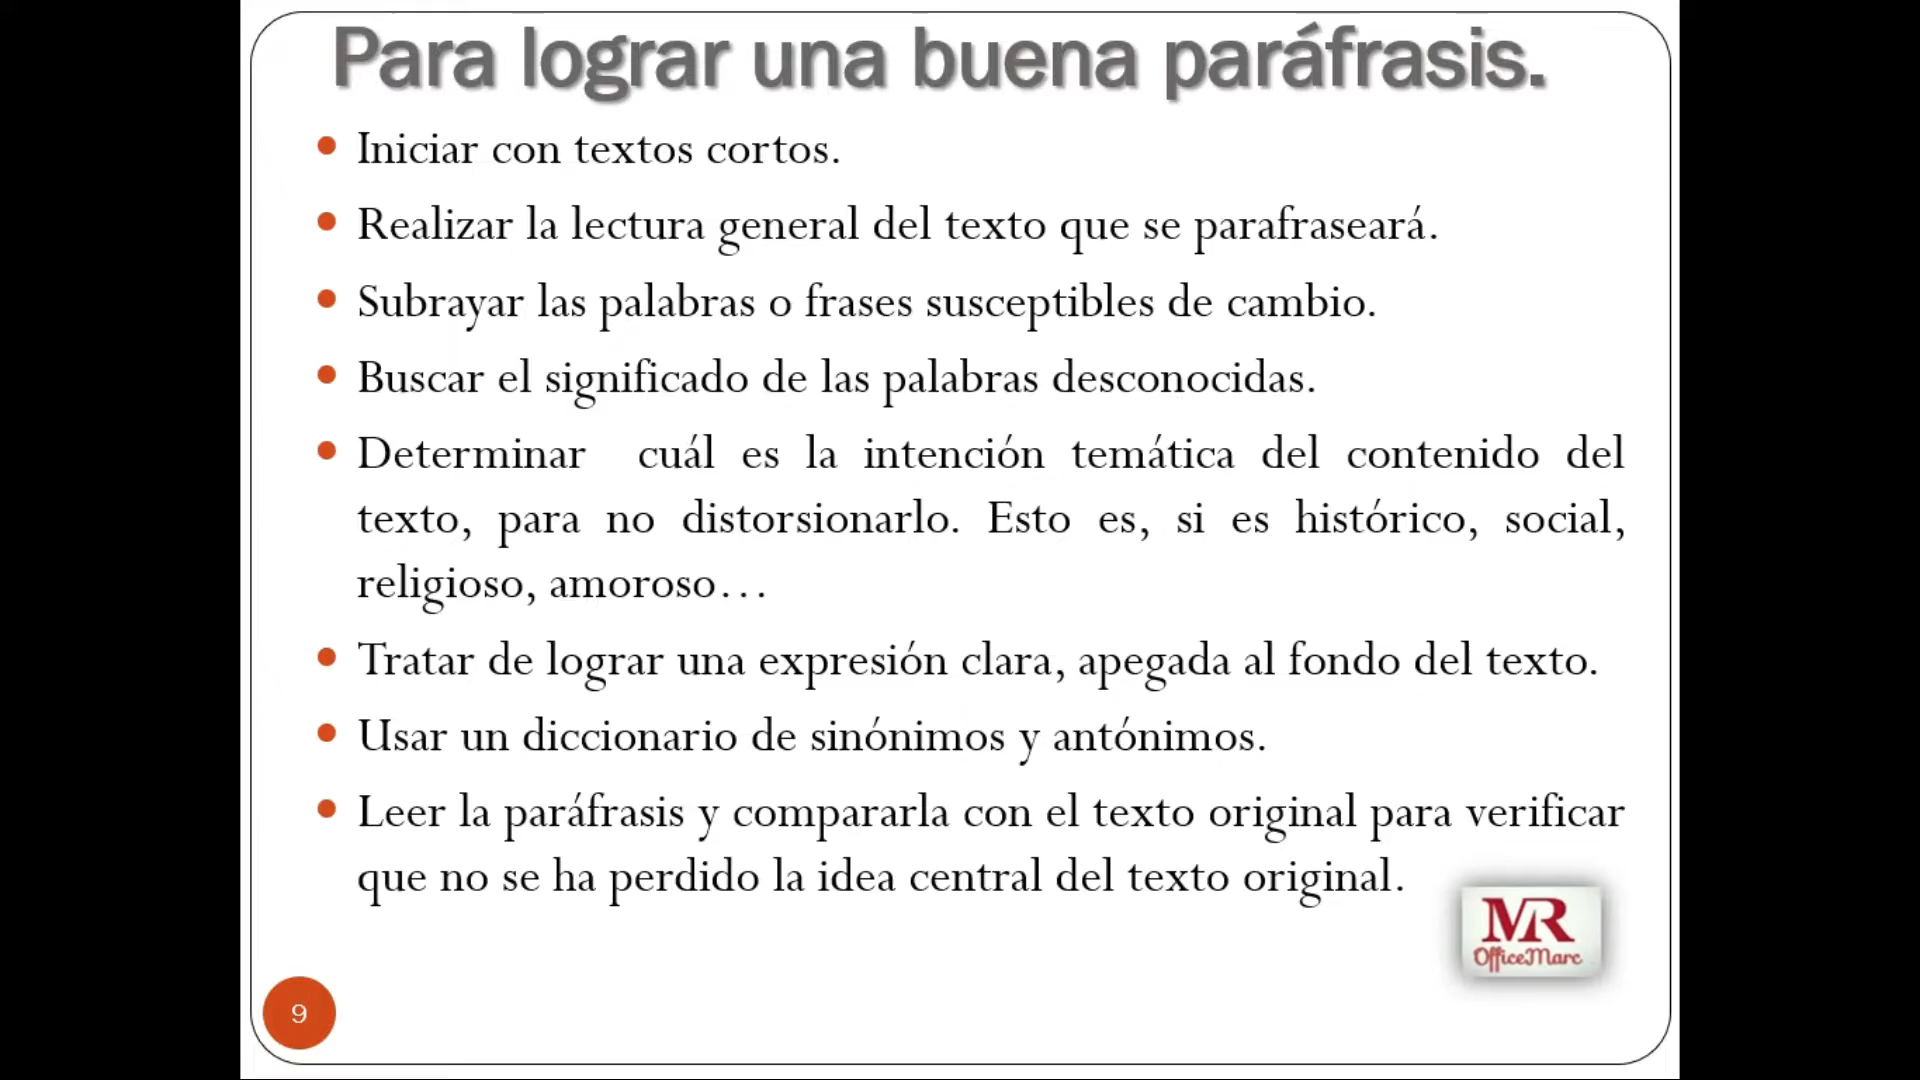 Para lograr una buena paráfrasis.
• Iniciar con textos cortos.
• Realizar la lectura general del texto que se parafraseará.
• Subrayar las palabras o frases susceptibles de cambio.
• Buscar el significado de las palabras desconocidas.
• Determinar cuál es la intención temática del contenido del
texto, para no distorsionarlo. Esto es, si es histórico, social,
religioso, amoroso…
• Tratar de lograr una expresión clara, apegada al fondo del texto.
• Usar un diccionario de sinónimos y antónimos.
• Leer la paráfrasis y compararla con el texto original para verificar
que no se ha perdido la idea central del texto original.
MR
OfficeMarc
9